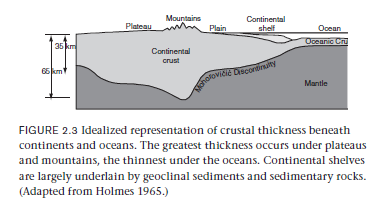 Mountains
Plateau
Plain
Continental
shelf
Ocean
Oceanic Cru
35 km
Continental
crust
65 km
Mohorovičić Discontinuity
Mantle
FIGURE 2.3 Idealized representation of crustal thickness beneath
continents and oceans. The greatest thickness occurs under plateaus
and mountains, the thinnest under the oceans. Continental shelves
are largely underlain by geoclinal sediments and sedimentary rocks.
(Adapted from Holmes 1965.)